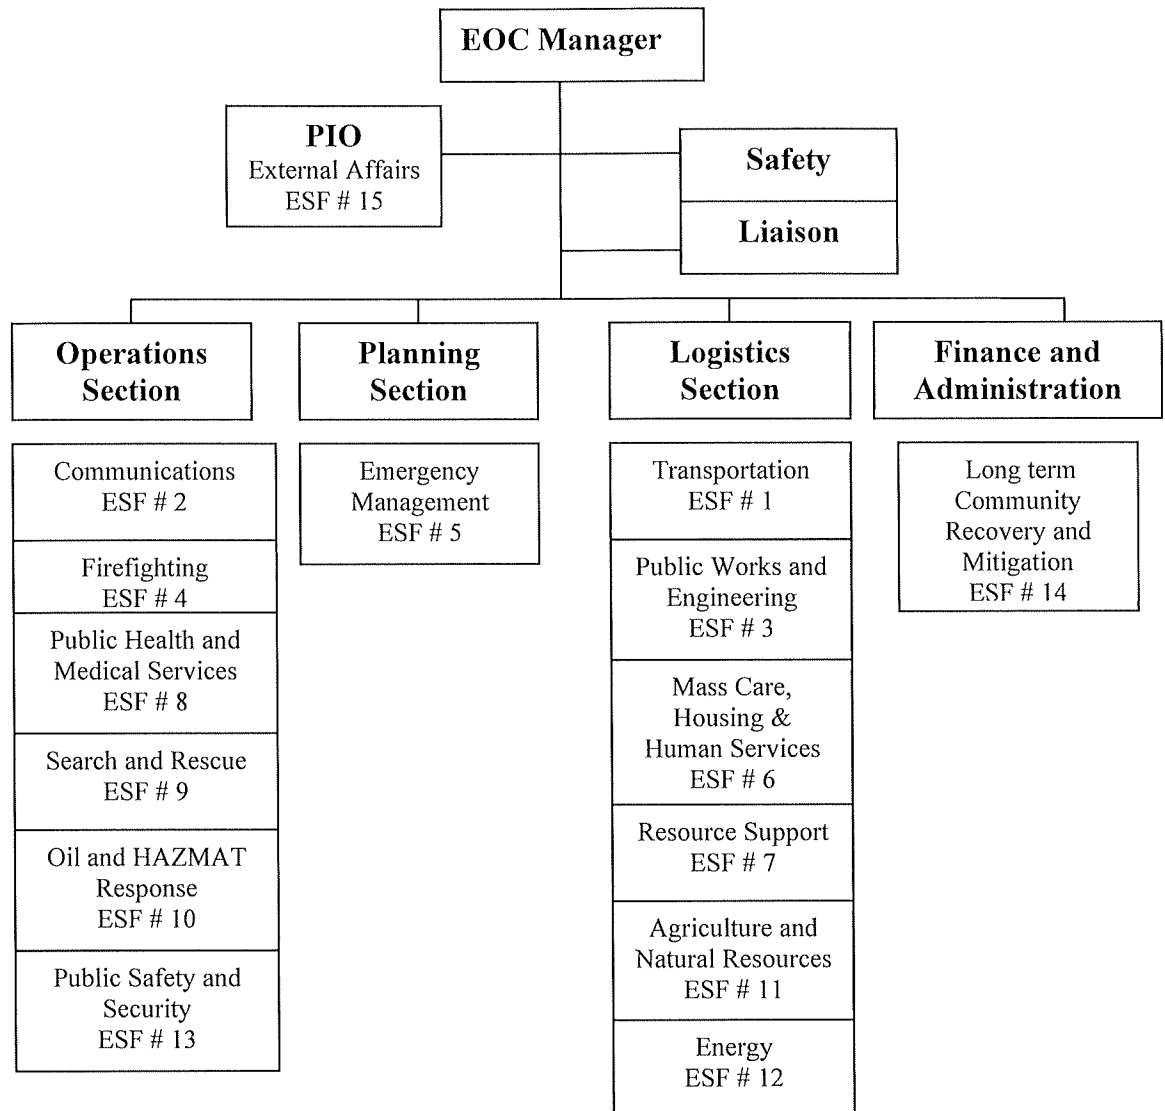 EOC Manager
PIO
External Affairs
ESF # 15
Safety
Liaison
Operations
Section
Planning
Section
Logistics
Section
Finance and
Administration
Communications
ESF # 2
Firefighting
ESF # 4
Public Health and
Medical Services
ESF # 8
Search and Rescue
ESF # 9
Oil and HAZMAT
Response
ESF # 10
Public Safety and
Security
ESF # 13
Emergency
Management
ESF # 5
Transportation
ESF # 1
Public Works and
Engineering
ESF # 3
Mass Care,
Housing &
Human Services
ESF # 6
Resource Support
ESF # 7
Agriculture and
Natural Resources
ESF # 11
Energy
ESF # 12
Long term
Community
Recovery and
Mitigation
ESF # 14